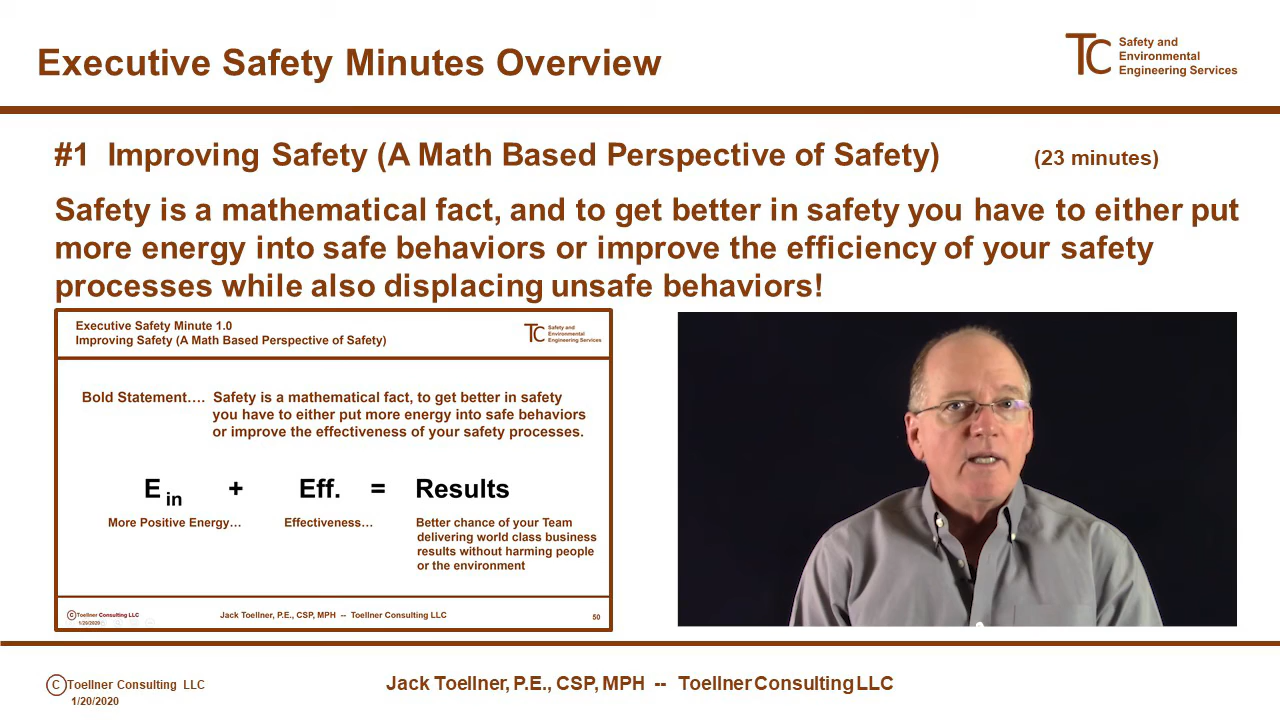 Executive Safety Minutes Overview
TC Safety and
Environmental
Engineering Services
#1 Improving Safety (A Math Based Perspective of Safety) (23 minutes)
Safety is a mathematical fact, and to get better in safety you have to either put
more energy into safe behaviors or improve the efficiency of your safety
processes while also displacing unsafe behaviors!
Executive Safety Minute 1.0
Improving Safety (A Math Based Perspective of Safety)
TC Safety and
Environmental
Engineering Services
Bold Statement…. Safety is a mathematical fact, to get better in safety
you have to either put more energy into safe behaviors
or improve the effectiveness of your safety processes.
E in + Eff. = Results
More Positive Energy… Effectiveness… Better chance of your Team
delivering world class business
results without harming people
or the environment
© Toellner Consulting LLC Jack Toellner, P.E., CSP, MPH -- Toellner Consulting LLC 50
1/20/2020
© Toellner Consulting LLC Jack Toellner, P.E., CSP, MPH -- Toellner Consulting LLC
1/20/2020